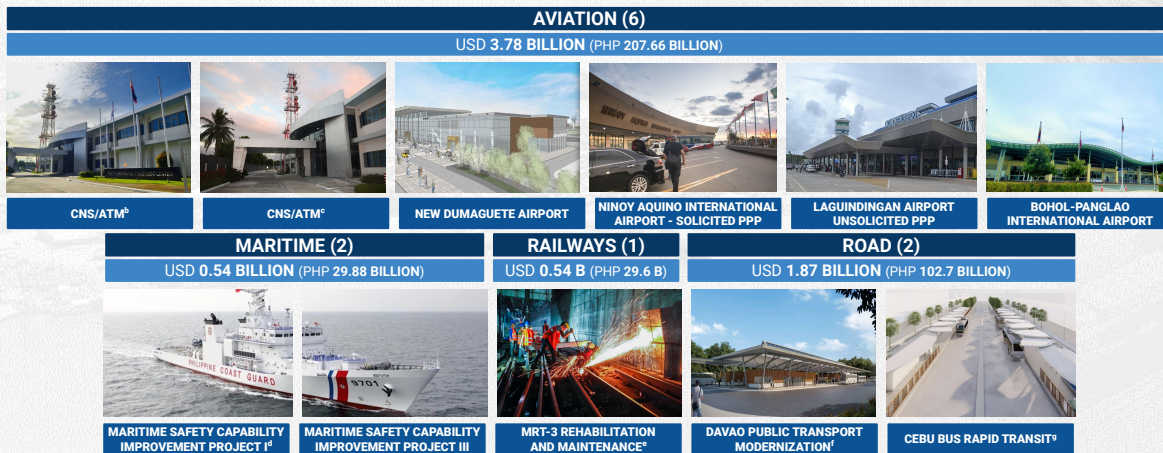 AVIATION (6)
USD 3.78 BILLION (PHP 207.66 BILLION)
NINOY AQUINO INTERNATIONAL AIRPORT
CNS/ATMᵇ
CNS/ATMᶜ
NEW DUMAGUETE AIRPORT
NINOY AQUINO INTERNATIONAL
AIRPORT - SOLICITED PPP
LAGUINDINGAN AIRPORT
UNSOLICITED PPP
BOHOL-PANGLAO
INTERNATIONAL AIRPORT
MARITIME (2)
USD 0.54 BILLION (PHP 29.88 BILLION)
RAILWAYS (1)
USD 0.54 B (PHP 29.6 B)
ROAD (2)
USD 1.87 BILLION (PHP 102.7 BILLION)
PHILIPPINE COAST GUARD
9701
MARITIME SAFETY CAPABILITY
IMPROVEMENT PROJECT Iᵈ
MARITIME SAFETY CAPABILITY
IMPROVEMENT PROJECT III
MRT-3 REHABILITATION
AND MAINTENANCEᵉ
DAVAO PUBLIC TRANSPORT
MODERNIZATIONᶠ
CEBU BUS RAPID TRANSITᵍ